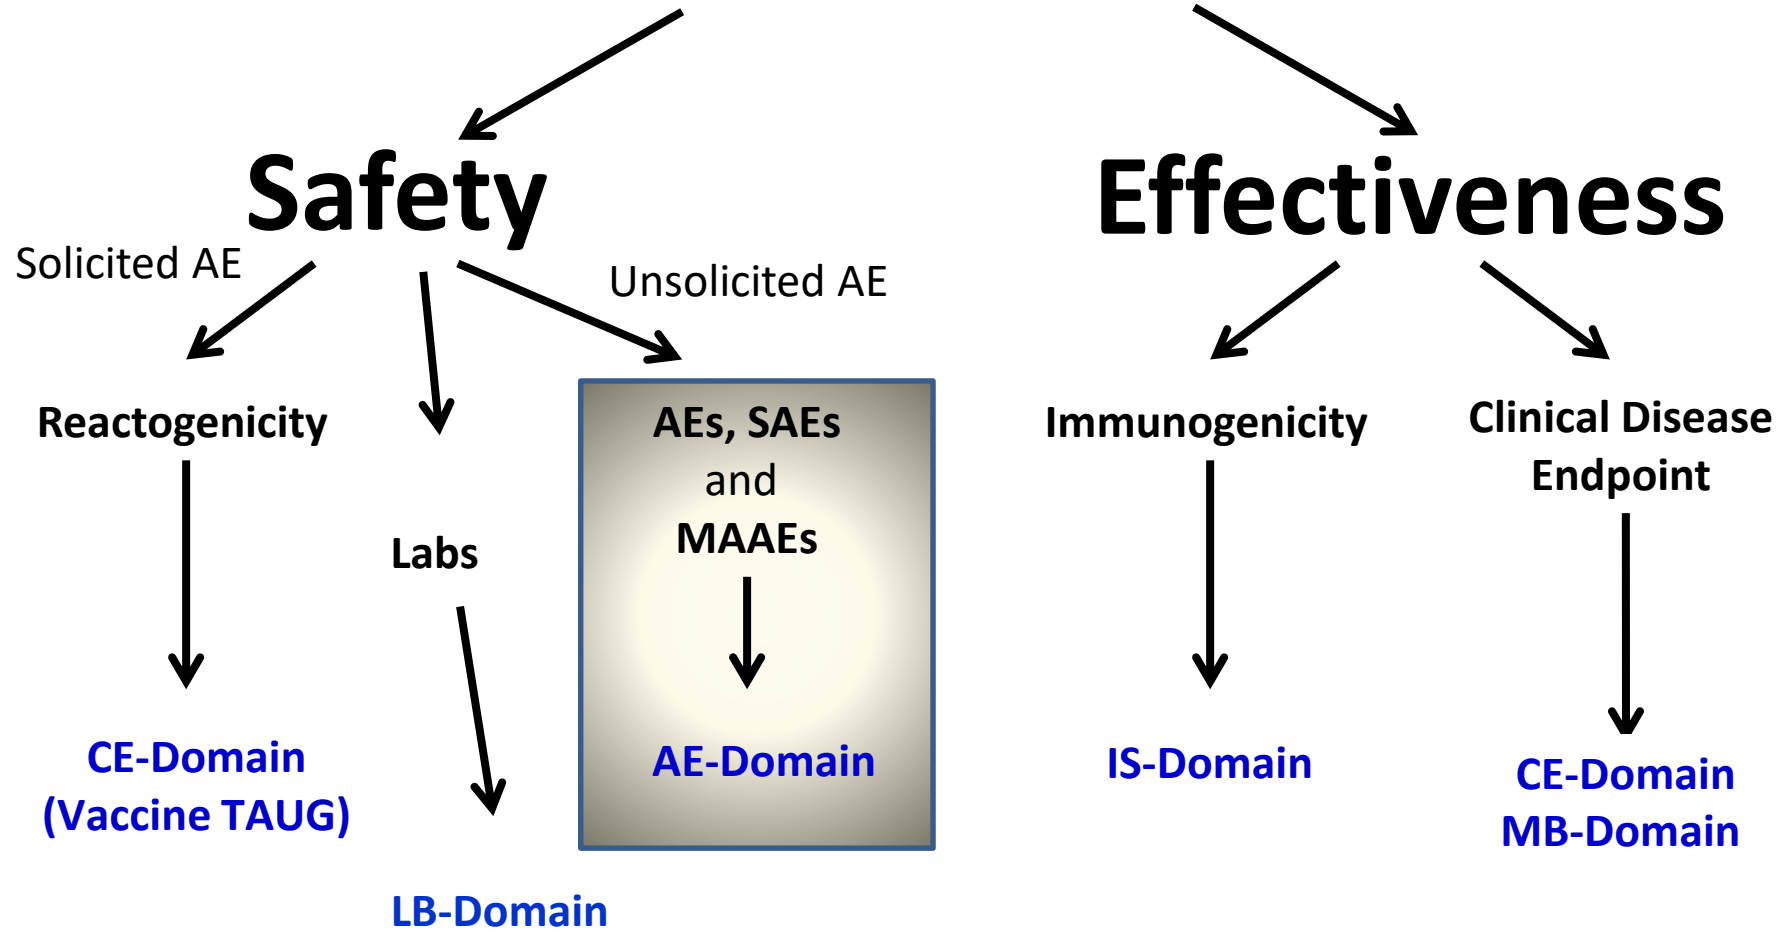 Safety
Effectiveness
Solicited AE
Unsolicited AE
Reactogenicity
Labs
AEs, SAEs
and
MAAEs
Immunogenicity
Clinical Disease
Endpoint
CE-Domain
(Vaccine TAUG)
LB-Domain
AE-Domain
IS-Domain
CE-Domain
MB-Domain